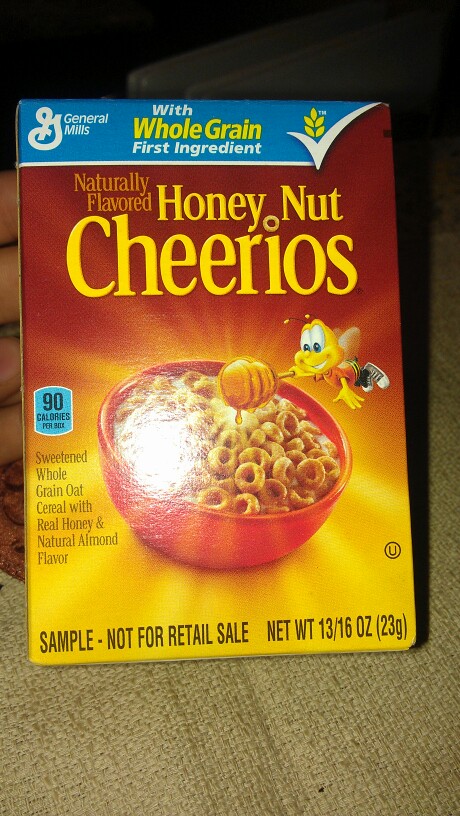 General
Mills
With
Whole Grain
First Ingredient
TM
Naturally
Flavored
Honey Nut
Cheerios
90
CALORIES
PER BOX
Sweetened
Whole
Grain Oat
Cereal with
Real Honey &
Natural Almond
Flavor
U
SAMPLE - NOT FOR RETAIL SALE NET WT 13/16 OZ (23g)